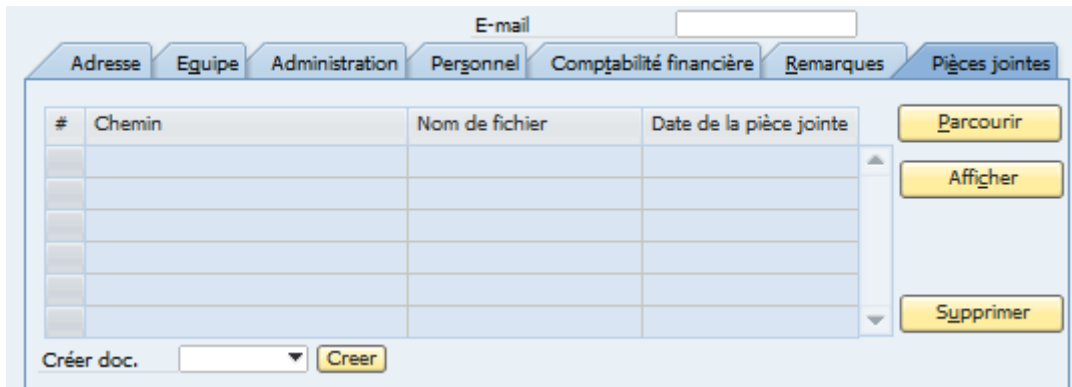 E-mail
Adresse Equipe Administration Personnel Comptabilité financière Remarques Pièces jointes
# Chemin Nom de fichier Date de la pièce jointe Parcourir
Afficher
Supprimer
Créer doc. Creer